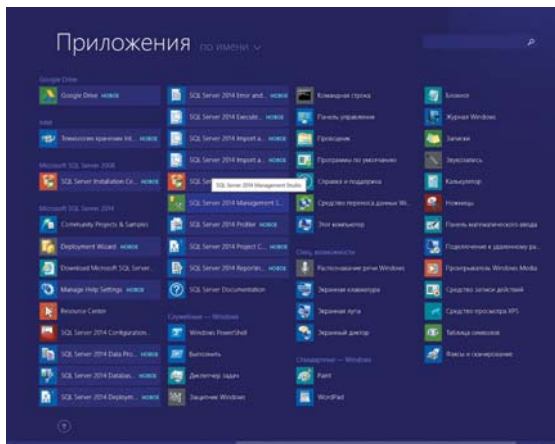 Приложения по имени
Google Drive
Google Drive НОВОЕ
Intel
Технология хранения Int... НОВОЕ
Microsoft SQL Server 2008
SQL Server Installation Ce... НОВОЕ
Microsoft SQL Server 2014
Community Projects & Samples
Deployment Wizard НОВОЕ
Download Microsoft SQL Server...
Manage Help Settings НОВОЕ
Resource Center
SQL Server 2014 Configuration...
SQL Server 2014 Data Pro... НОВОЕ
SQL Server 2014 Databas... НОВОЕ
SQL Server 2014 Deploym... НОВОЕ
SQL Server 2014 Error and... НОВОЕ
SQL Server 2014 Execute... НОВОЕ
SQL Server 2014 Import a... НОВОЕ
SQL Server 2014 Import a... НОВОЕ
SQL Ser
SQL Server 2014 Management Studio
SQL Server 2014 Management S...
SQL Server 2014 Profiler НОВОЕ
SQL Server 2014 Project C... НОВОЕ
SQL Server 2014 Reportin... НОВОЕ
SQL Server Documentation
Служебные — Windows
Windows PowerShell
Выполнить
Диспетчер задач
Защитник Windows
Командная строка
Панель управления
Проводник
Программы по умолчанию
Справка и поддержка
Средство переноса данных Wi...
Этот компьютер
Спец. возможности
Распознавание речи Windows
Экранная клавиатура
Экранная лупа
Экранный диктор
Стандартные — Windows
Paint
WordPad
Блокнот
Журнал Windows
Записки
Звукозапись
Калькулятор
Ножницы
Панель математического ввода
Подключение к удаленному ра...
Проигрыватель Windows Media
Средство записи действий
Средство просмотра XPS
Таблица символов
Факсы и сканирование